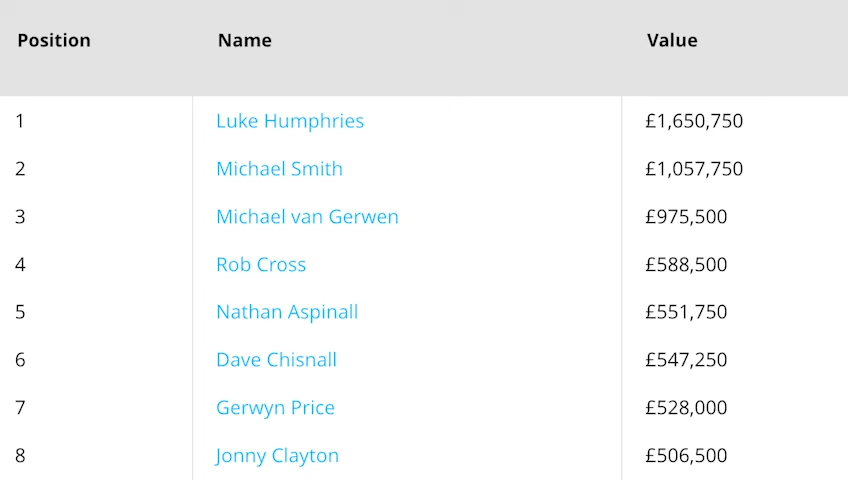 Position Name Value
1 Luke Humphries £1,650,750
2 Michael Smith £1,057,750
3 Michael van Gerwen £975,500
4 Rob Cross £588,500
5 Nathan Aspinall £551,750
6 Dave Chisnall £547,250
7 Gerwyn Price £528,000
8 Jonny Clayton £506,500